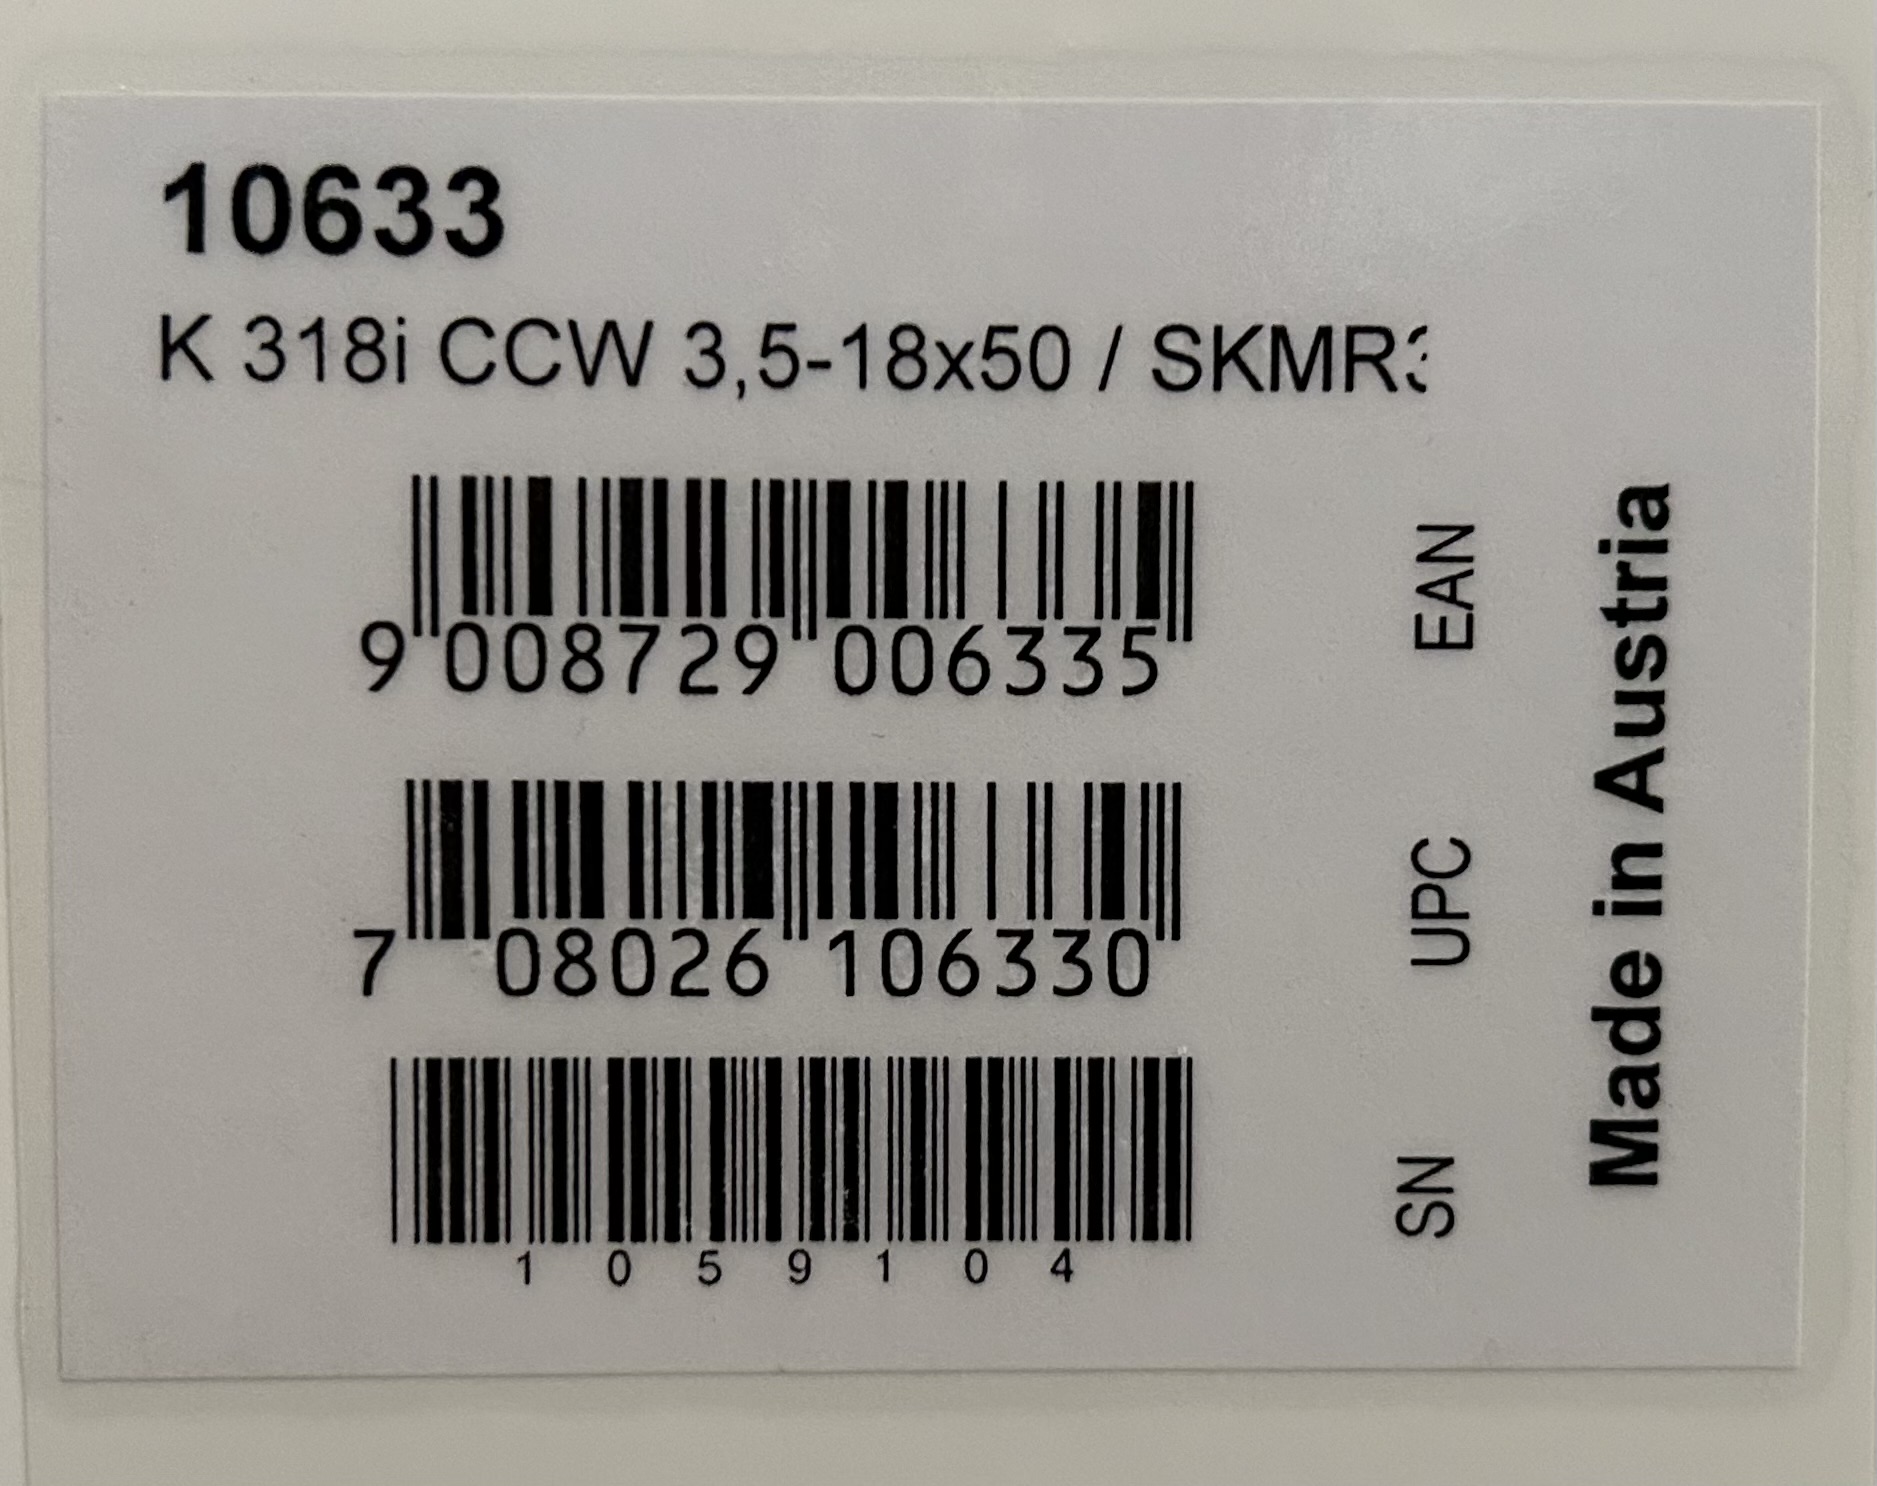 10633
K 318i CCW 3,5-18x50 / SKMR3
9 008729 006335
EAN
7 08026 106330
UPC
1 0 5 9 1 0 4
SN
Made in Austria